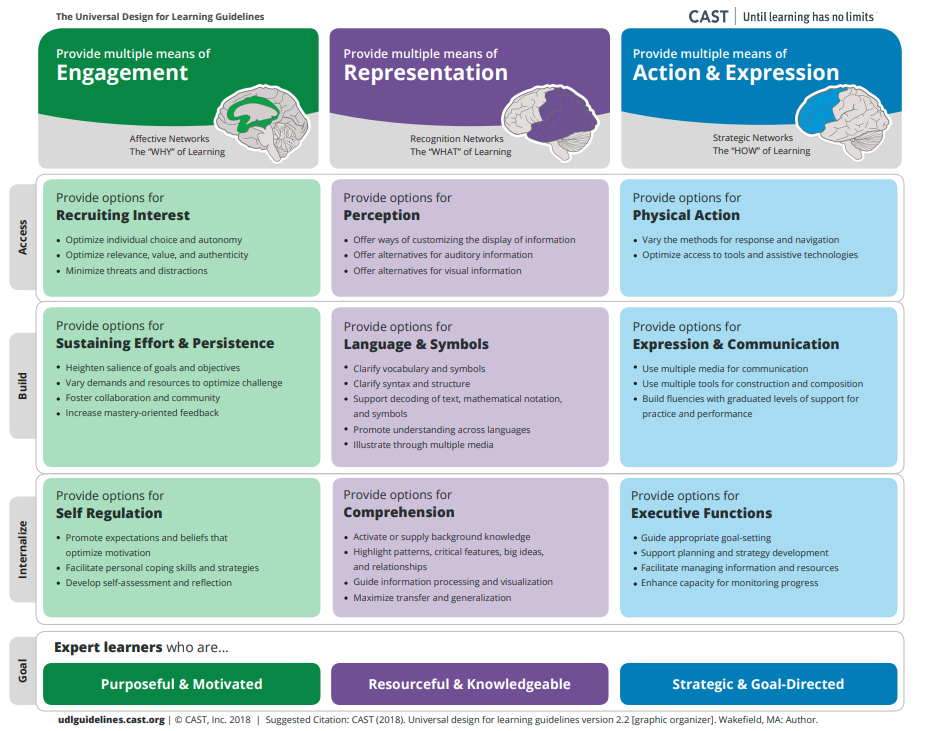 The Universal Design for Learning Guidelines
CAST | Until learning has no limits
Provide multiple means of
Engagement
Affective Networks
The “WHY” of Learning
Provide multiple means of
Representation
Recognition Networks
The “WHAT” of Learning
Provide multiple means of
Action & Expression
Strategic Networks
The “HOW” of Learning
Access
Provide options for
Recruiting Interest
• Optimize individual choice and autonomy
• Optimize relevance, value, and authenticity
• Minimize threats and distractions
Provide options for
Perception
• Offer ways of customizing the display of information
• Offer alternatives for auditory information
• Offer alternatives for visual information
Provide options for
Physical Action
• Vary the methods for response and navigation
• Optimize access to tools and assistive technologies
Build
Provide options for
Sustaining Effort & Persistence
• Heighten salience of goals and objectives
• Vary demands and resources to optimize challenge
• Foster collaboration and community
• Increase mastery-oriented feedback
Provide options for
Language & Symbols
• Clarify vocabulary and symbols
• Clarify syntax and structure
• Support decoding of text, mathematical notation,
and symbols
• Promote understanding across languages
• Illustrate through multiple media
Provide options for
Expression & Communication
• Use multiple media for communication
• Use multiple tools for construction and composition
• Build fluencies with graduated levels of support for
practice and performance
Internalize
Provide options for
Self Regulation
• Promote expectations and beliefs that
optimize motivation
• Facilitate personal coping skills and strategies
• Develop self-assessment and reflection
Provide options for
Comprehension
• Activate or supply background knowledge
• Highlight patterns, critical features, big ideas,
and relationships
• Guide information processing and visualization
• Maximize transfer and generalization
Provide options for
Executive Functions
• Guide appropriate goal-setting
• Support planning and strategy development
• Facilitate managing information and resources
• Enhance capacity for monitoring progress
Goal
Expert learners who are...
Purposeful & Motivated
Resourceful & Knowledgeable
Strategic & Goal-Directed
udlguidelines.cast.org | © CAST, Inc. 2018 | Suggested Citation: CAST (2018). Universal design for learning guidelines version 2.2 [graphic organizer]. Wakefield, MA: Author.